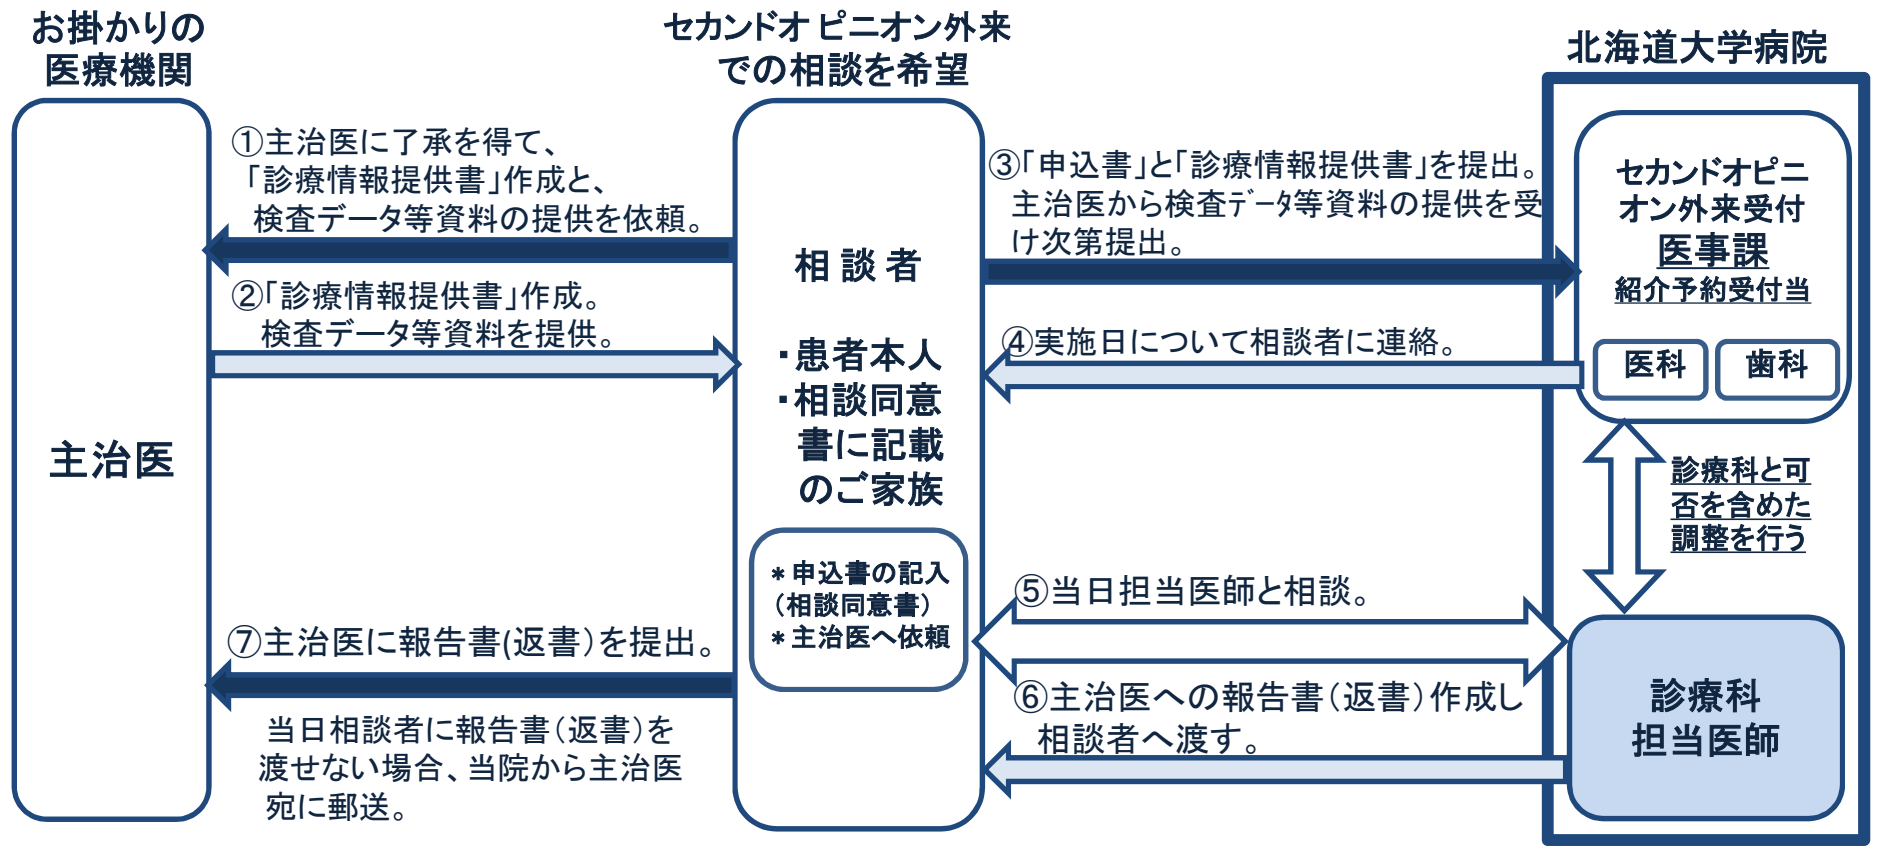 お掛かりの
医療機関
主治医
①主治医に了承を得て、
「診療情報提供書」作成と、
検査データ等資料の提供を依頼。
②「診療情報提供書」作成。
検査データ等資料を提供。
⑦主治医に報告書(返書）を提出。
当日相談者に報告書（返書）を
渡せない場合、当院から主治医
宛に郵送。
セカンドオピニオン外来
での相談を希望
相 談 者
・患者本人
・相談同意
書に記載
のご家族
＊申込書の記入
（相談同意書）
＊主治医へ依頼
③「申込書」と「診療情報提供書」を提出。
主治医から検査ﾃﾞｰﾀ等資料の提供を受
け次第提出。
④実施日について相談者に連絡。
⑤当日担当医師と相談。
⑥主治医への報告書（返書）作成し
相談者へ渡す。
北海道大学病院
セカンドオピニ
オン外来受付
医事課
紹介予約受付当
医科
歯科
診療科と可
否を含めた
調整を行う
診療科
担当医師